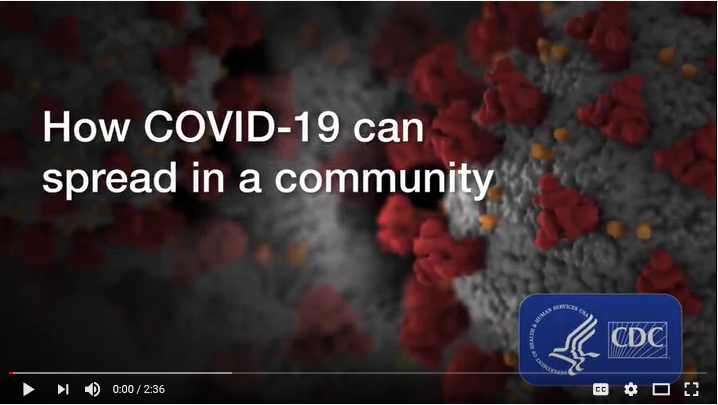 How COVID-19 can
spread in a community
DEPARTMENT OF HEALTH & HUMAN SERVICES USA
CDC
0:00 / 2:36
CC